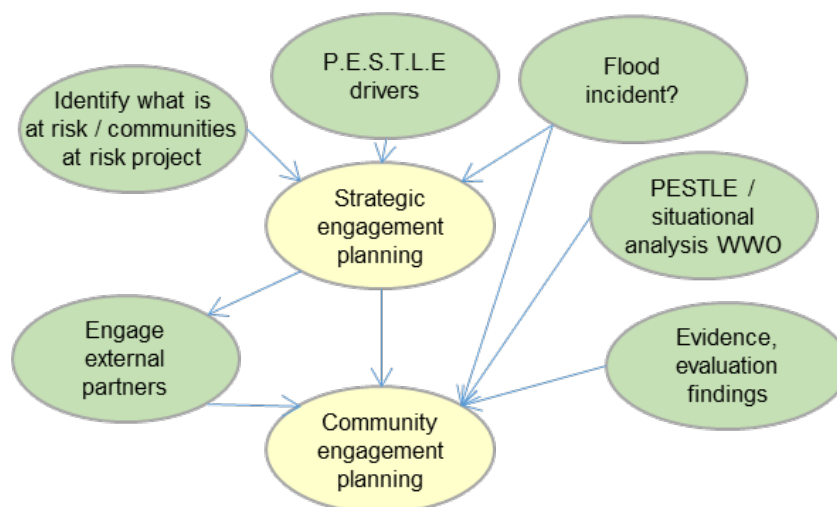 P.E.S.T.L.E
drivers
Flood
incident?
Identify what is
at risk / communities
at risk project
Strategic
engagement
planning
PESTLE /
situational
analysis WWO
Engage
external
partners
Evidence,
evaluation
findings
Community
engagement
planning